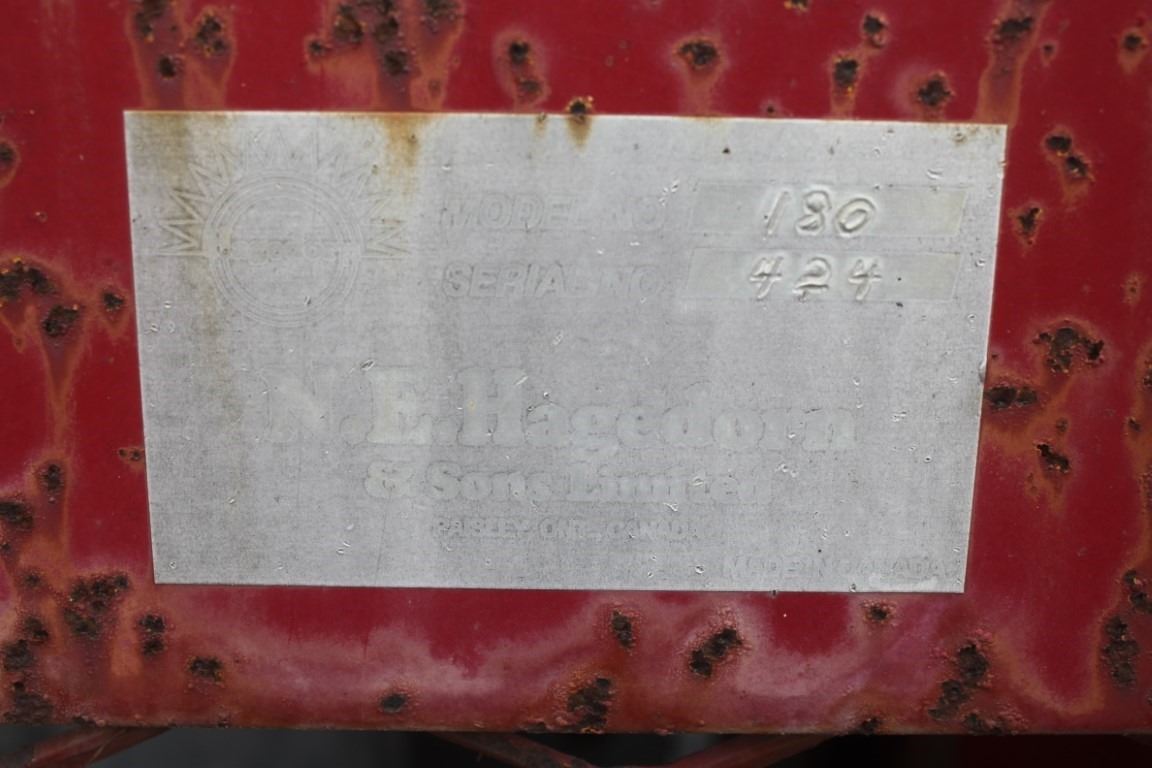 MODEL NO 180
SERIAL NO 424
N.E.Hagedorn
& Sons Limited
PAISLEY ONT., CANADA
MADE IN CANADA